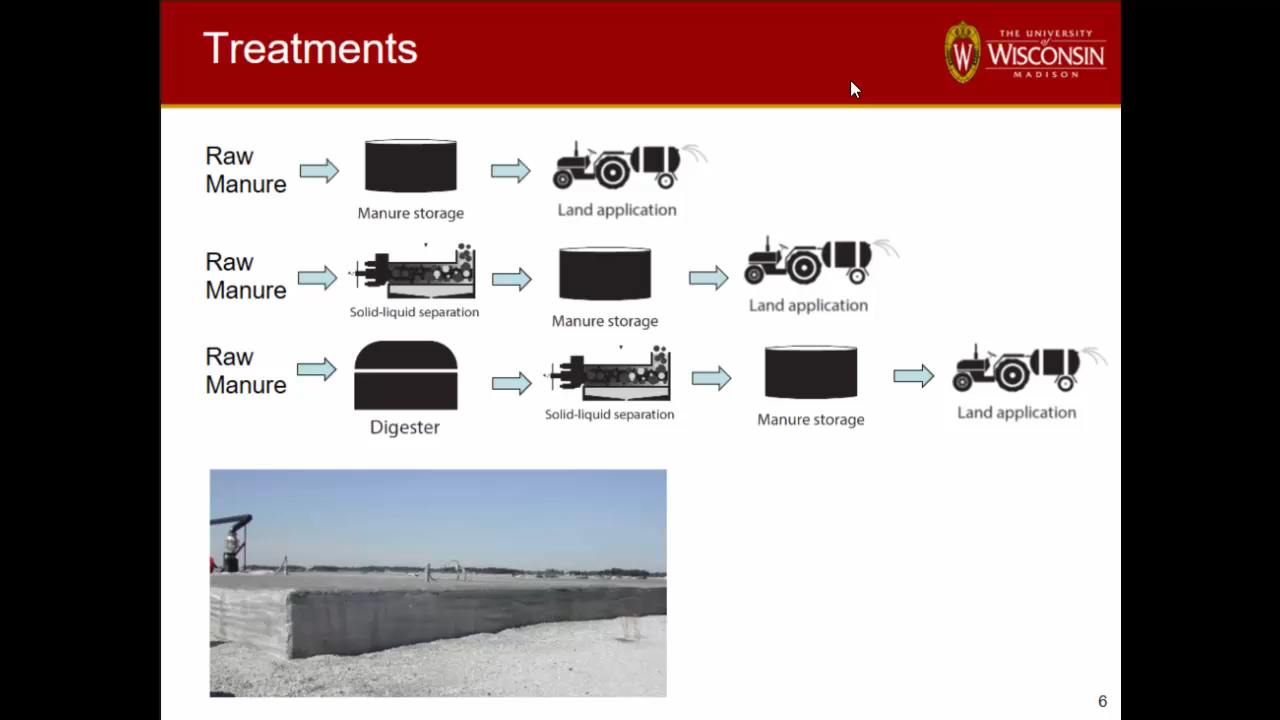 Treatments
THE UNIVERSITY
of
WISCONSIN
MADISON
W
Raw
Manure
Manure storage
Land application
Raw
Manure
Solid-liquid separation
Manure storage
Land application
Raw
Manure
Digester
Solid-liquid separation
Manure storage
Land application
6